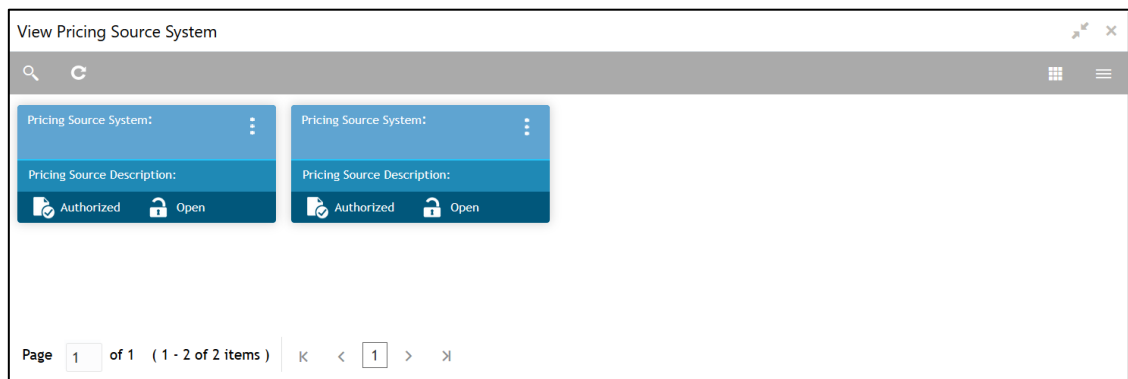 View Pricing Source System
Pricing Source System: Pricing Source System:
Pricing Source Description: Pricing Source Description:
Authorized Open Authorized Open
Page 1 of 1 ( 1 - 2 of 2 items ) 1